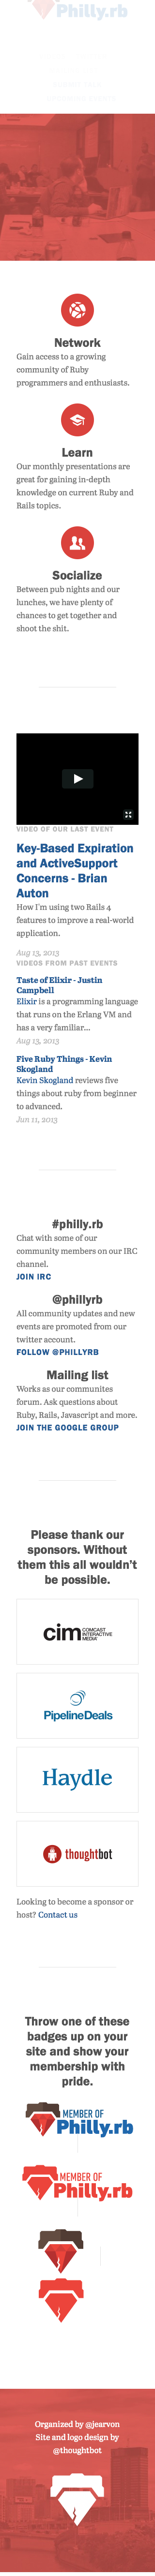 Philly.rb
Network
Gain access to a growing
community of Ruby
programmers and enthusiasts.
Learn
Our monthly presentations are
great for gaining in-depth
knowledge on current Ruby and
Rails topics.
Socialize
Between pub nights and our
lunches, we have plenty of
chances to get together and
shoot the shit.
VIDEO OF OUR LAST EVENT
Key-Based Expiration
and ActiveSupport
Concerns - Brian
Auton
How I'm using two Rails 4
features to improve a real-world
application.
Aug 13, 2013
VIDEOS FROM PAST EVENTS
Taste of Elixir - Justin
Campbell
Elixir is a programming language
that runs on the Erlang VM and
has a very familiar...
Aug 13, 2013
Five Ruby Things - Kevin
Skogland
Kevin Skogland reviews five
things about ruby from beginner
to advanced.
Jun 11, 2013
#philly.rb
Chat with some of our
community members on our IRC
channel.
JOIN IRC
@phillyrb
All community updates and new
events are promoted from our
twitter account.
FOLLOW @PHILLYRB
Mailing list
Works as our communites
forum. Ask questions about
Ruby, Rails, Javascript and more.
JOIN THE GOOGLE GROUP
Please thank our
sponsors. Without
them this all wouldn't
be possible.
cim COMCAST
INTERACTIVE
MEDIA
PipelineDeals
Haydle
thoughtbot
Looking to become a sponsor or
host? Contact us
Throw one of these
badges up on your
site and show your
membership with
pride.
MEMBER OF
Philly.rb
MEMBER OF
Philly.rb
Organized by @jearvon
Site and logo design by
@thoughtbot